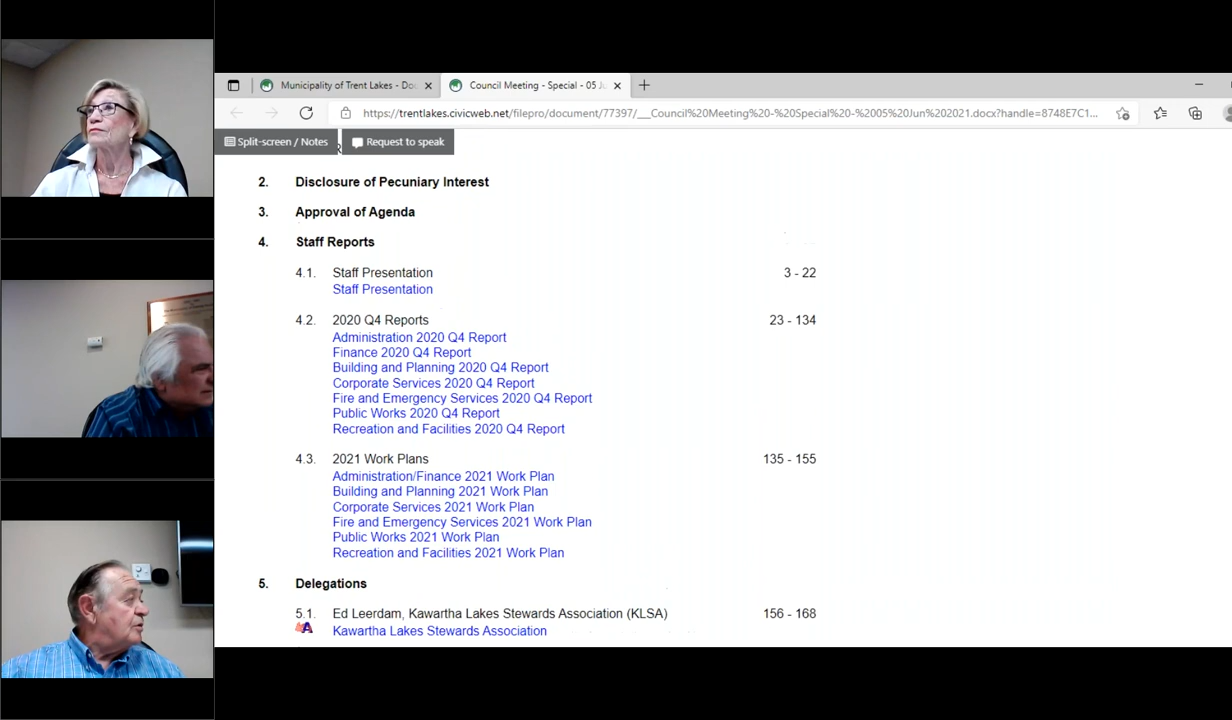 Municipality of Trent Lakes - Do
Council Meeting - Special - 05 J
https://trentlakes.civicweb.net/filepro/document/77397/__Council%20Meeting%20-%20Special%20-%2005%20Jun%202021.docx?handle=8748E7C1...
Split-screen / Notes
Request to speak
2. Disclosure of Pecuniary Interest
3. Approval of Agenda
4. Staff Reports
4.1. Staff Presentation 3 - 22
Staff Presentation
4.2. 2020 Q4 Reports 23 - 134
Administration 2020 Q4 Report
Finance 2020 Q4 Report
Building and Planning 2020 Q4 Report
Corporate Services 2020 Q4 Report
Fire and Emergency Services 2020 Q4 Report
Public Works 2020 Q4 Report
Recreation and Facilities 2020 Q4 Report
4.3. 2021 Work Plans 135 - 155
Administration/Finance 2021 Work Plan
Building and Planning 2021 Work Plan
Corporate Services 2021 Work Plan
Fire and Emergency Services 2021 Work Plan
Public Works 2021 Work Plan
Recreation and Facilities 2021 Work Plan
5. Delegations
5.1. Ed Leerdam, Kawartha Lakes Stewards Association (KLSA) 156 - 168
Kawartha Lakes Stewards Association